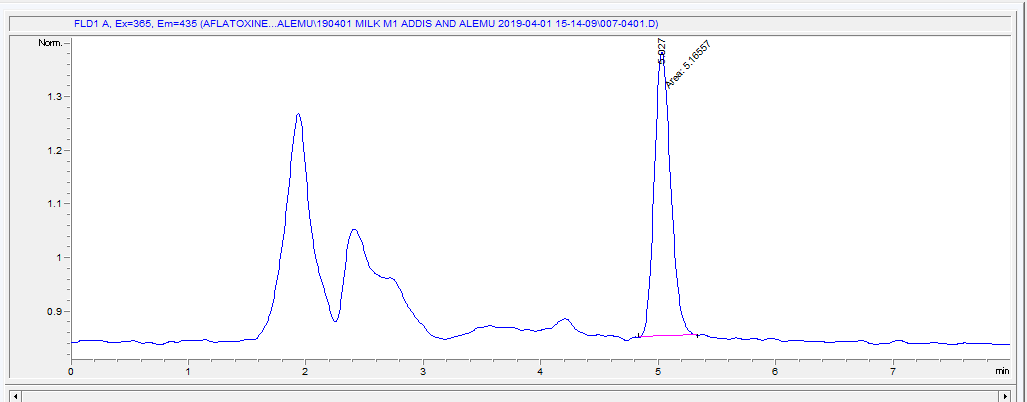 FLD1 A, Ex=365, Em=435 (AFLATOXINE...ALEMU\190401 MILK M1 ADDIS AND ALEMU 2019-04-01 15-14-09\007-0401.D)
Norm.
5.027
Area: 5.16557
1.3
1.2
1.1
1
0.9
0 1 2 3 4 5 6 7 min